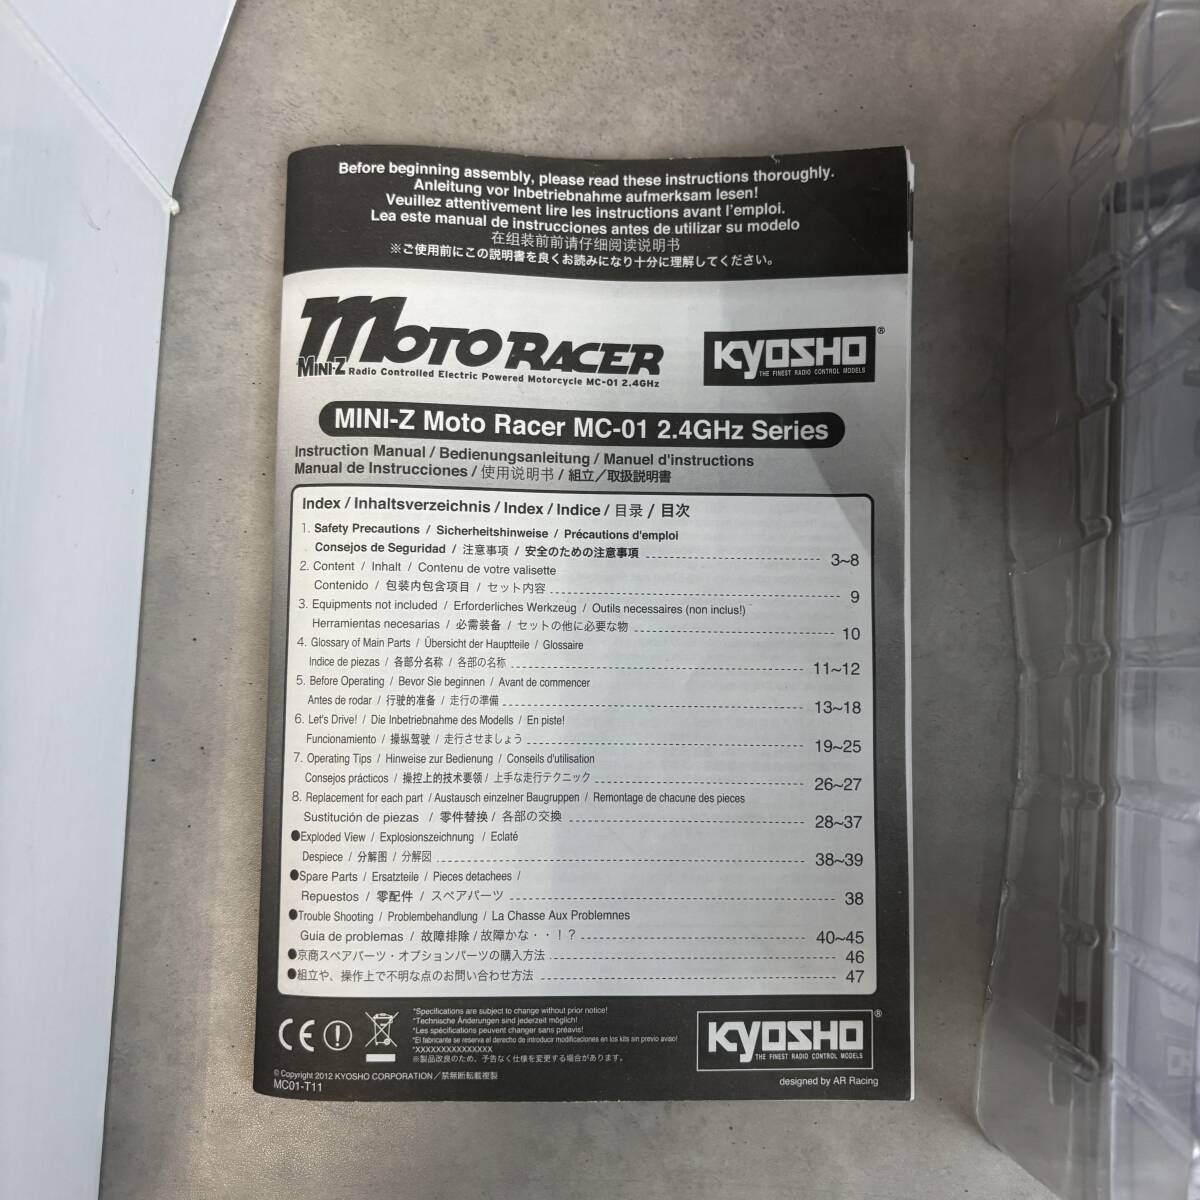 Before beginning assembly, please read these instructions thoroughly.
Anleitung vor Inbetriebnahme aufmerksam lesen!
Veuillez attentivement lire les instructions avant l'emploi.
Lea este manual de instrucciones antes de utilizar su modelo
在组装前前请仔细阅读说明书
※ご使用前にこの説明書を良くお読みになり十分に理解してください。
MINI-Z MOTO RACER
Radio Controlled Electric Powered Motorcycle MC-01 2.4GHz
KYOSHO®
THE FINEST RADIO CONTROL MODELS
MINI-Z Moto Racer MC-01 2.4GHz Series
Instruction Manual / Bedienungsanleitung / Manuel d'instructions
Manual de Instrucciones / 使用说明书 / 組立／取扱説明書
Index / Inhaltsverzeichnis / Index / Indice / 目录 / 目次
1. Safety Precautions / Sicherheitshinweise / Précautions d'emploi
Consejos de Seguridad / 注意事项 / 安全のための注意事項 3~8
2. Content / Inhalt / Contenu de votre valisette
Contenido / 包装内包含项目 / セット内容 9
3. Equipments not included / Erforderliches Werkzeug / Outils necessaires (non inclus!)
Herramientas necesarias / 必需装备 / セットの他に必要な物 10
4. Glossary of Main Parts / Übersicht der Hauptteile / Glossaire
Indice de piezas / 各部分名称 / 各部の名称 11~12
5. Before Operating / Bevor Sie beginnen / Avant de commencer
Antes de rodar / 行驶的准备 / 走行の準備 13~18
6. Let's Drive! / Die Inbetriebnahme des Modells / En piste!
Funcionamiento / 操纵驾驶 / 走行させましょう 19~25
7. Operating Tips / Hinweise zur Bedienung / Conseils d'utilisation
Consejos prácticos / 操控上的技术要领 / 上手な走行テクニック 26~27
8. Replacement for each part / Austausch einzelner Baugruppen / Remontage de chacune des pieces
Sustitución de piezas / 零件替换 / 各部の交換 28~37
●Exploded View / Explosionszeichnung / Eclaté
Despiece / 分解图 / 分解図 38~39
●Spare Parts / Ersatzteile / Pieces detachees /
Repuestos / 零配件 / スペアパーツ 38
●Trouble Shooting / Problembehandlung / La Chasse Aux Problemnes
Guia de problemas / 故障排除 / 故障かな・・！？ 40~45
●京商スペアパーツ・オプションパーツの購入方法 46
●組立や、操作上で不明な点のお問い合わせ方法 47
CE
*Specifications are subject to change without prior notice!
*Technische Änderungen sind jederzeit möglich!
*Les spécifications peuvent changer sans préavis!
*El fabricante se reserva el derecho de introducir modificaciones en los kits sin previo aviso!
*XXXXXXXXXXXXXXX
※製品改良のため、予告なく仕様を変更する場合があります。
KYOSHO®
THE FINEST RADIO CONTROL MODELS
© Copyright 2012 KYOSHO CORPORATION／禁無断転載複製
MC01-T11
designed by AR Racing